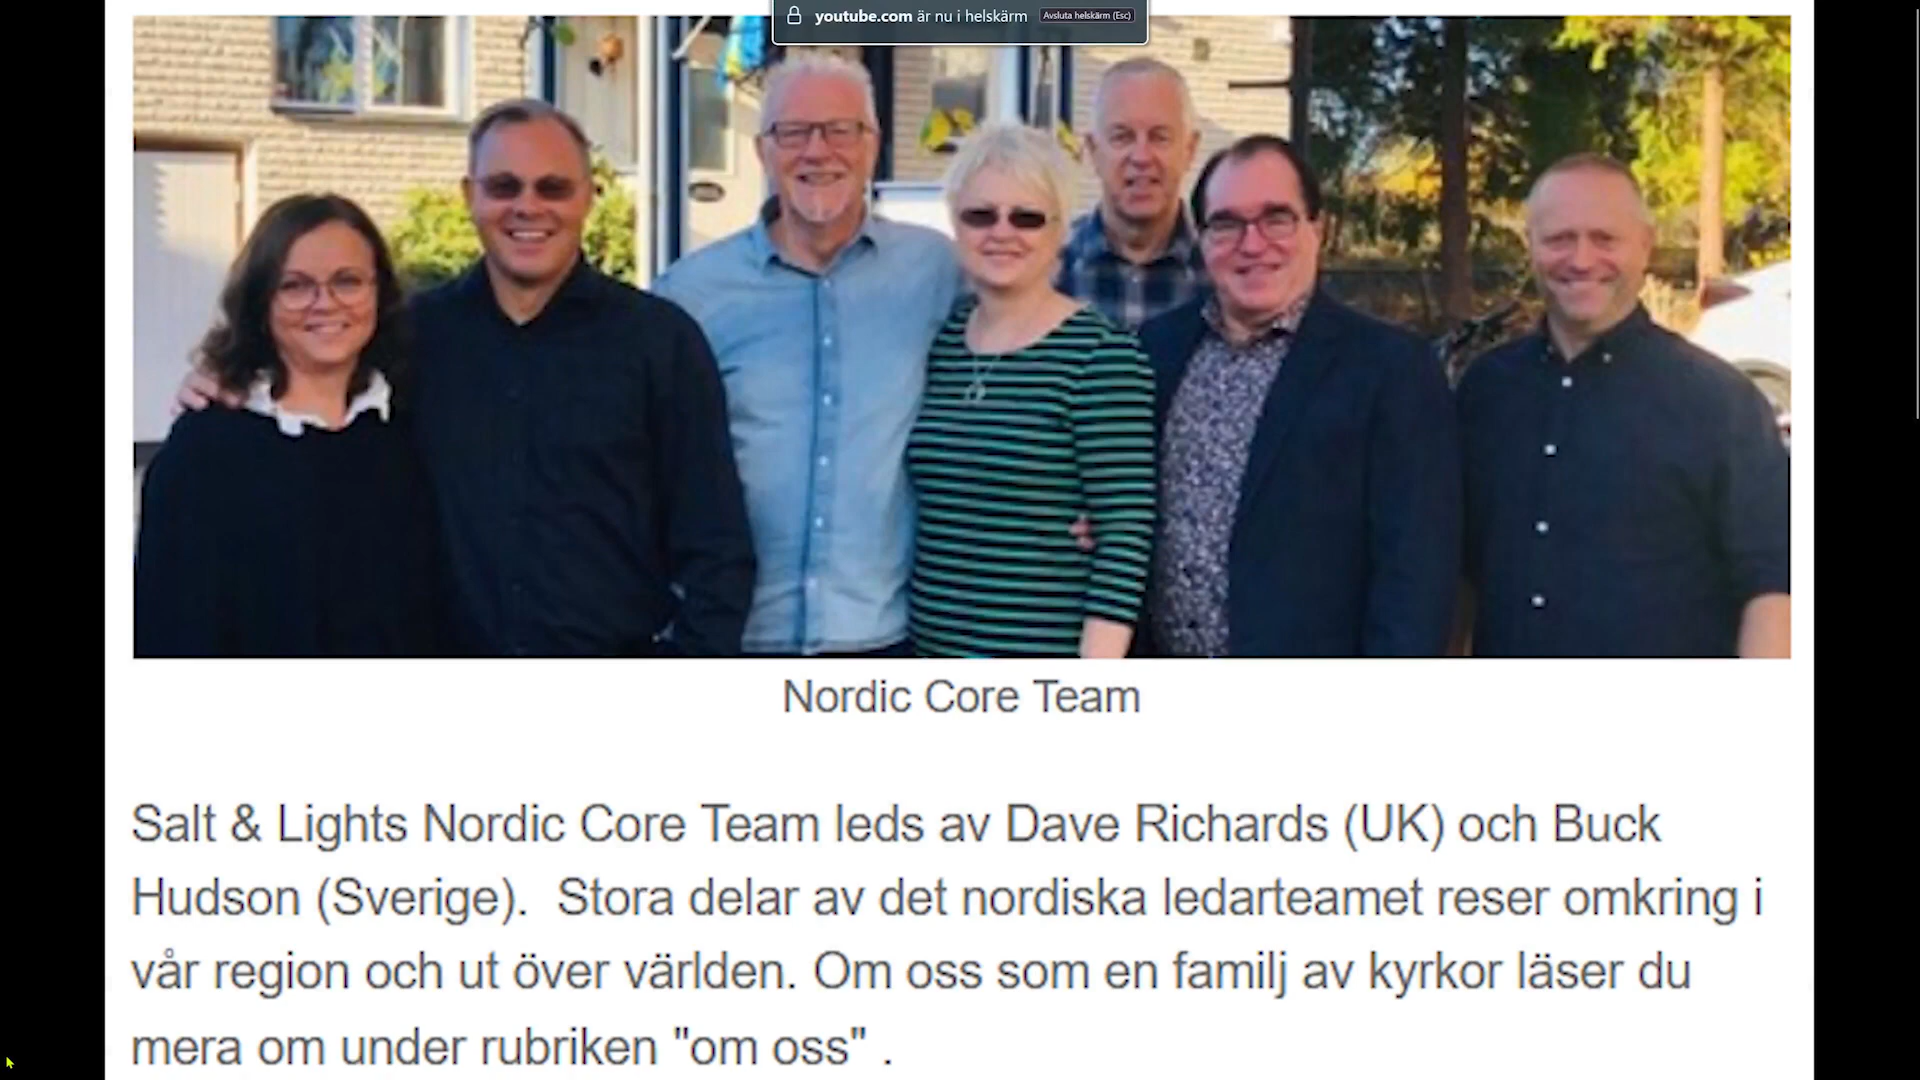 youtube.com är nu i helskärm Avsluta helskärm (Esc)
Nordic Core Team
Salt & Lights Nordic Core Team leds av Dave Richards (UK) och Buck
Hudson (Sverige). Stora delar av det nordiska ledarteamet reser omkring i
vår region och ut över världen. Om oss som en familj av kyrkor läser du
mera om under rubriken "om oss" .